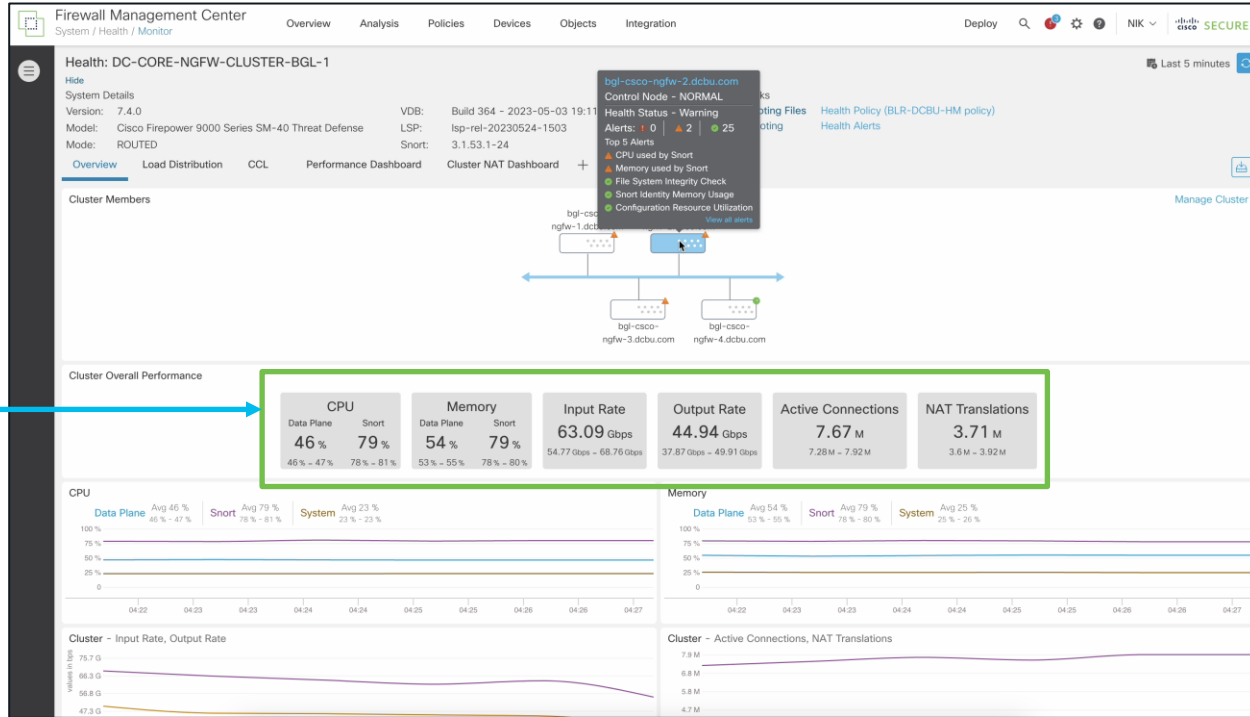 Firewall Management Center
System / Health / Monitor
Overview Analysis Policies Devices Objects Integration
Deploy 3 NIK CISCO SECURE
Health: DC-CORE-NGFW-CLUSTER-BGL-1
Last 5 minutes
Hide
System Details
Version: 7.4.0 VDB: Build 364 - 2023-05-03 19:11
Model: Cisco Firepower 9000 Series SM-40 Threat Defense LSP: lsp-rel-20230524-1503
Mode: ROUTED Snort: 3.1.53.1-24
Health Policy (BLR-DCBU-HM policy)
Health Alerts
bgl-csco-ngfw-2.dcbu.com
Control Node - NORMAL
Health Status - Warning
Alerts: 0 2 25
Top 5 Alerts
CPU used by Snort
Memory used by Snort
File System Integrity Check
Snort Identity Memory Usage
Configuration Resource Utilization
View all alerts
Overview Load Distribution CCL Performance Dashboard Cluster NAT Dashboard +
Cluster Members Manage Cluster
bgl-csco-
ngfw-3.dcbu.com
bgl-csco-
ngfw-4.dcbu.com
Cluster Overall Performance
CPU
Data Plane Snort
46 % 79 %
46 % - 47 % 78 % - 81 %
Memory
Data Plane Snort
54 % 79 %
53 % - 55 % 78 % - 80 %
Input Rate
63.09 Gbps
54.77 Gbps - 68.76 Gbps
Output Rate
44.94 Gbps
37.87 Gbps - 49.91 Gbps
Active Connections
7.67 M
7.28 M - 7.92 M
NAT Translations
3.71 M
3.6 M - 3.92 M
CPU
Data Plane Avg 46 % 46 % - 47 % Snort Avg 79 % 78 % - 81 % System Avg 23 % 23 % - 23 %
100 %
75 %
50 %
25 %
0
04:22 04:23 04:23 04:24 04:24 04:25 04:25 04:26 04:26 04:27
Memory
Data Plane Avg 54 % 53 % - 55 % Snort Avg 79 % 78 % - 80 % System Avg 25 % 25 % - 26 %
100 %
75 %
50 %
25 %
0
04:22 04:23 04:23 04:24 04:24 04:25 04:25 04:26 04:26 04:27
Cluster - Input Rate, Output Rate
values in bps
75.7 G
66.3 G
56.8 G
47.3 G
Cluster - Active Connections, NAT Translations
7.9 M
6.8 M
5.8 M
4.7 M